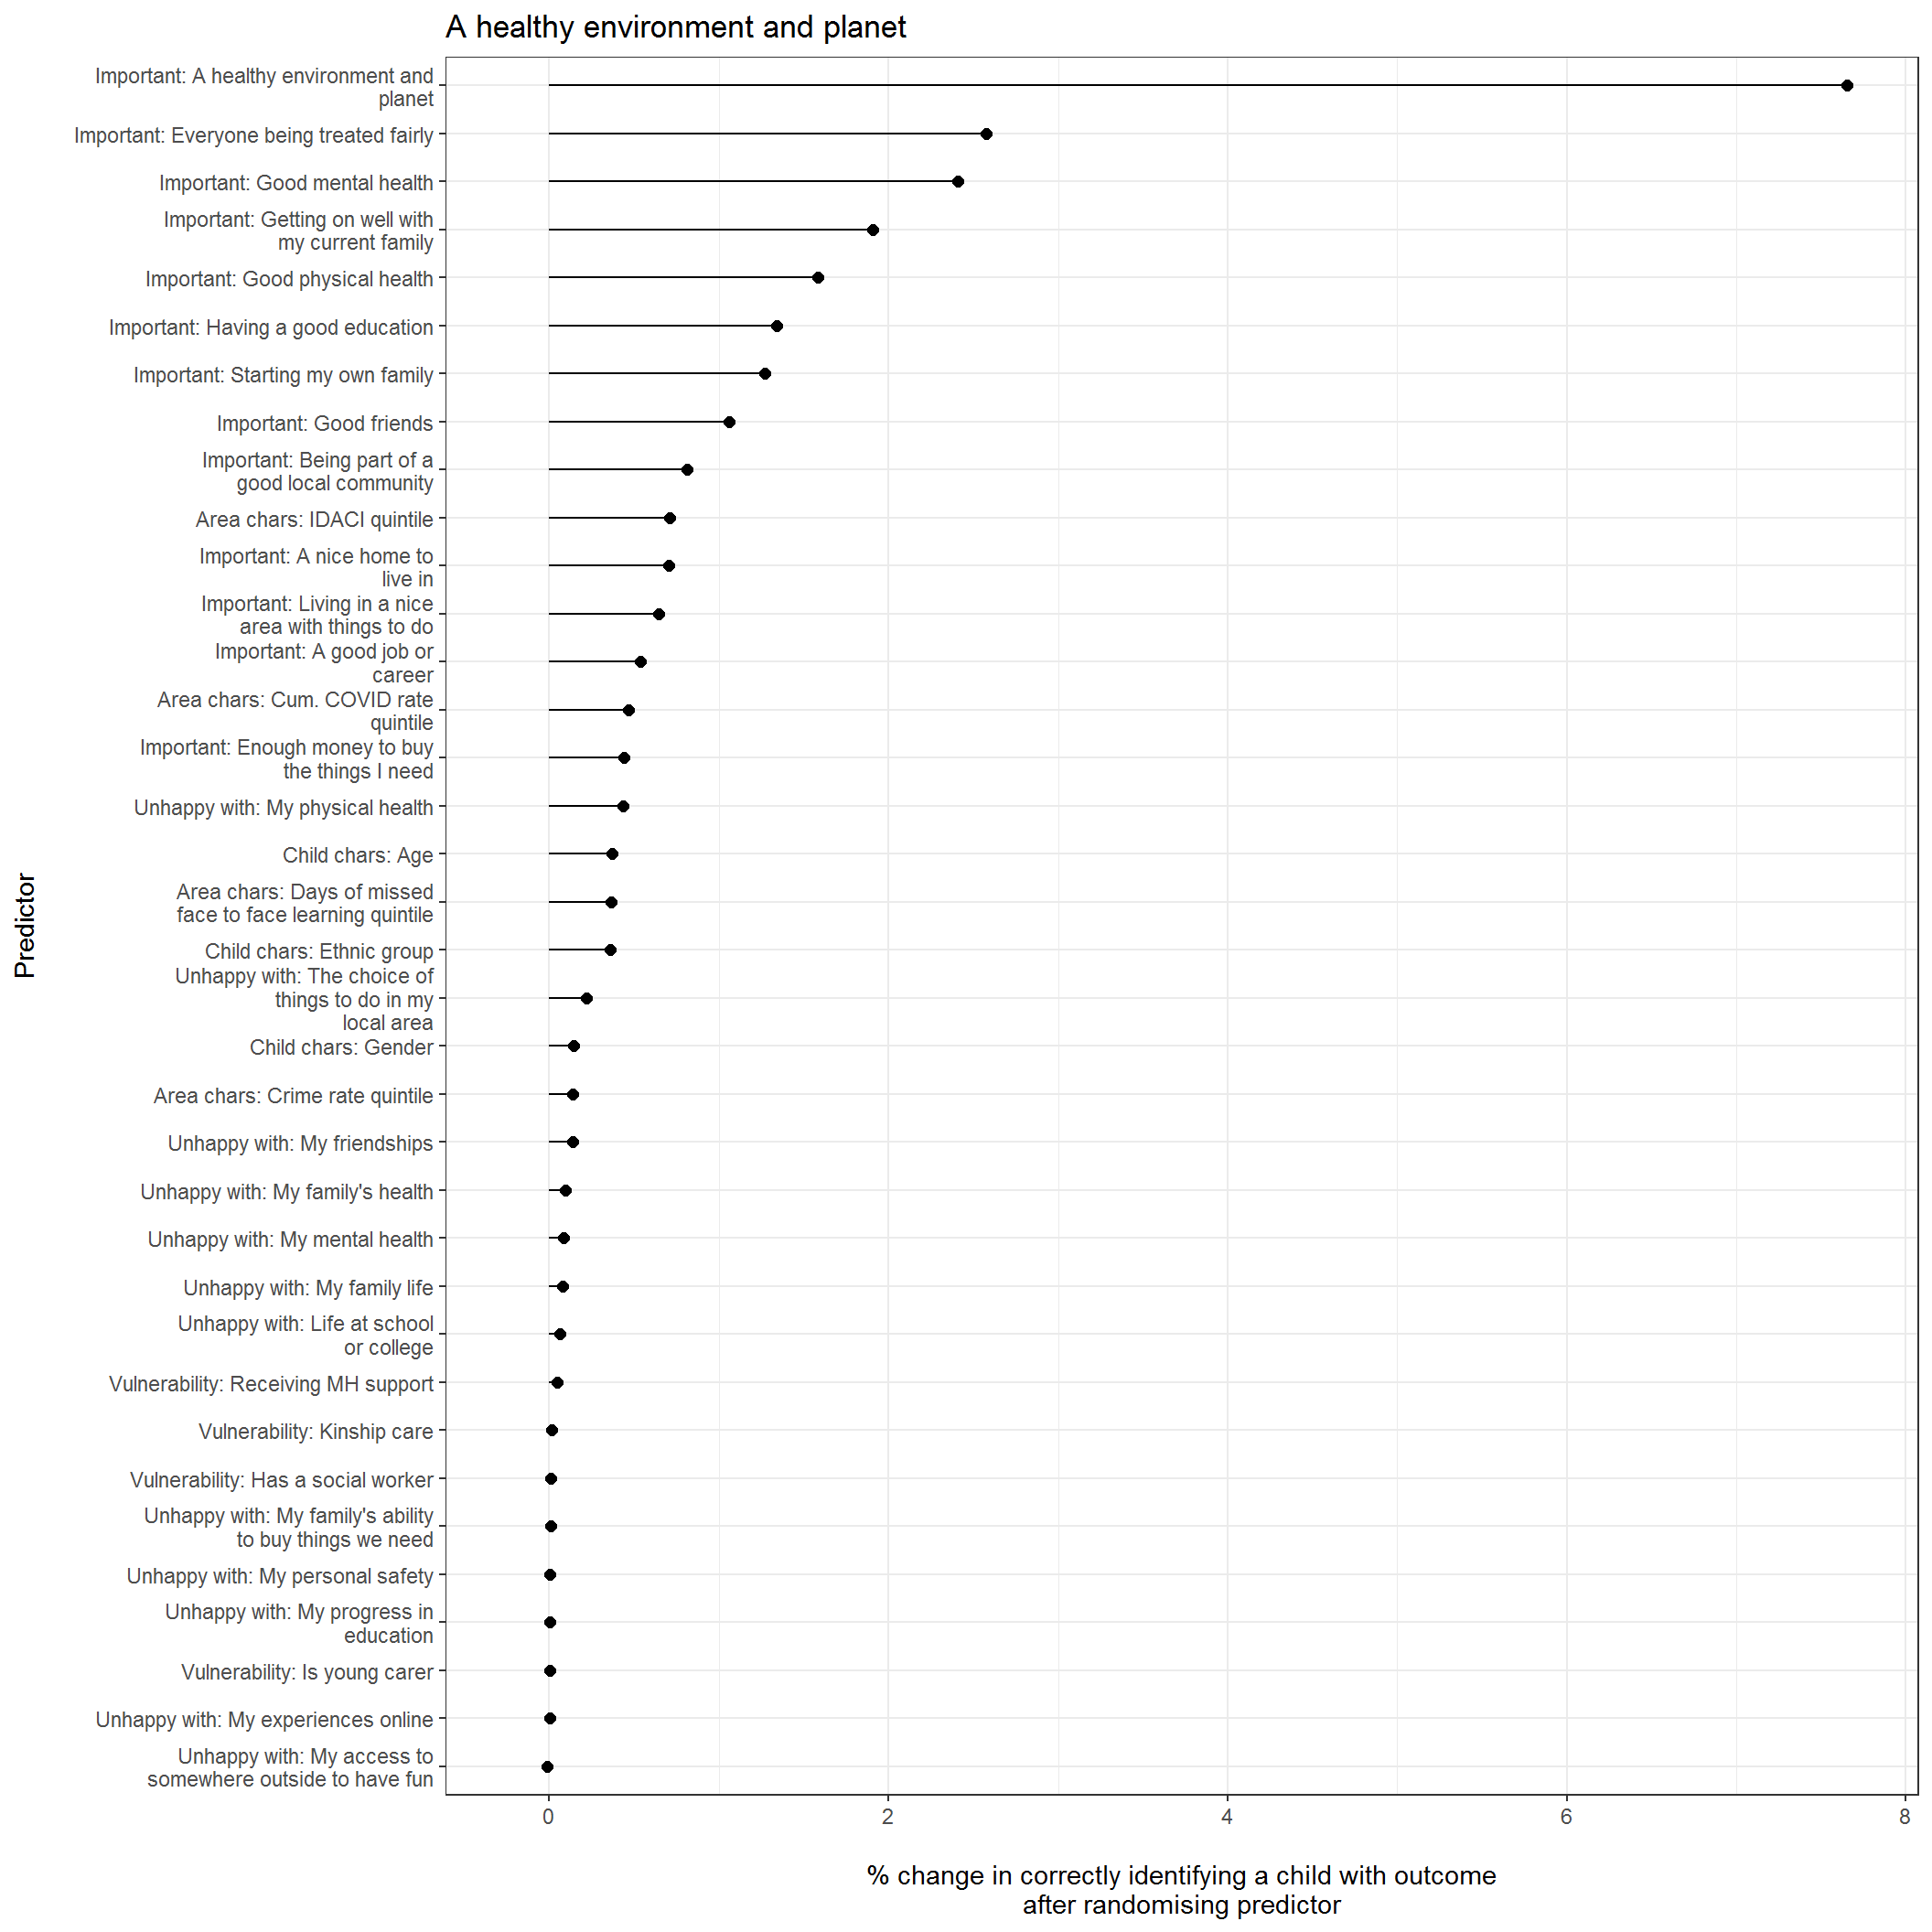 A healthy environment and planet
Important: A healthy environment and
planet
Important: Everyone being treated fairly
Important: Good mental health
Important: Getting on well with
my current family
Important: Good physical health
Important: Having a good education
Important: Starting my own family
Important: Good friends
Important: Being part of a
good local community
Area chars: IDACI quintile
Important: A nice home to
live in
Important: Living in a nice
area with things to do
Important: A good job or
career
Area chars: Cum. COVID rate
quintile
Important: Enough money to buy
the things I need
Unhappy with: My physical health
Child chars: Age
Area chars: Days of missed
face to face learning quintile
Child chars: Ethnic group
Unhappy with: The choice of
things to do in my
local area
Child chars: Gender
Area chars: Crime rate quintile
Unhappy with: My friendships
Unhappy with: My family's health
Unhappy with: My mental health
Unhappy with: My family life
Unhappy with: Life at school
or college
Vulnerability: Receiving MH support
Vulnerability: Kinship care
Vulnerability: Has a social worker
Unhappy with: My family's ability
to buy things we need
Unhappy with: My personal safety
Unhappy with: My progress in
education
Vulnerability: Is young carer
Unhappy with: My experiences online
Unhappy with: My access to
somewhere outside to have fun
Predictor
0 2 4 6 8
% change in correctly identifying a child with outcome
after randomising predictor